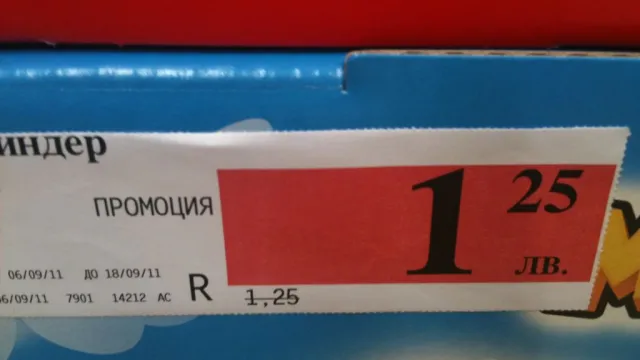 индер
ПРОМОЦИЯ
1 25
ЛВ.
06/09/11 ДО 18/09/11
6/09/11 7901 14212 АС R 1,25